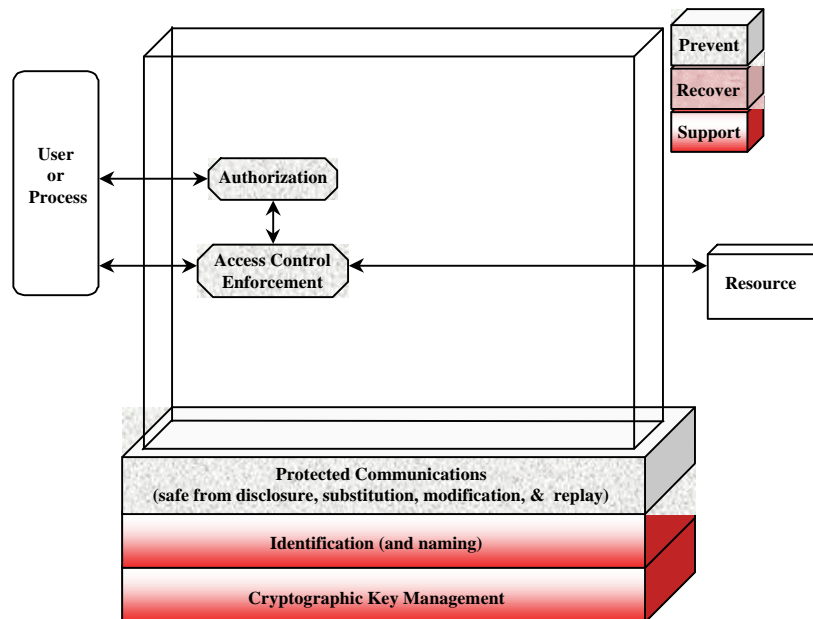 Prevent
Recover
Support
User
or
Process
Authorization
Access Control
Enforcement
Resource
Protected Communications
(safe from disclosure, substitution, modification, & replay)
Identification (and naming)
Cryptographic Key Management